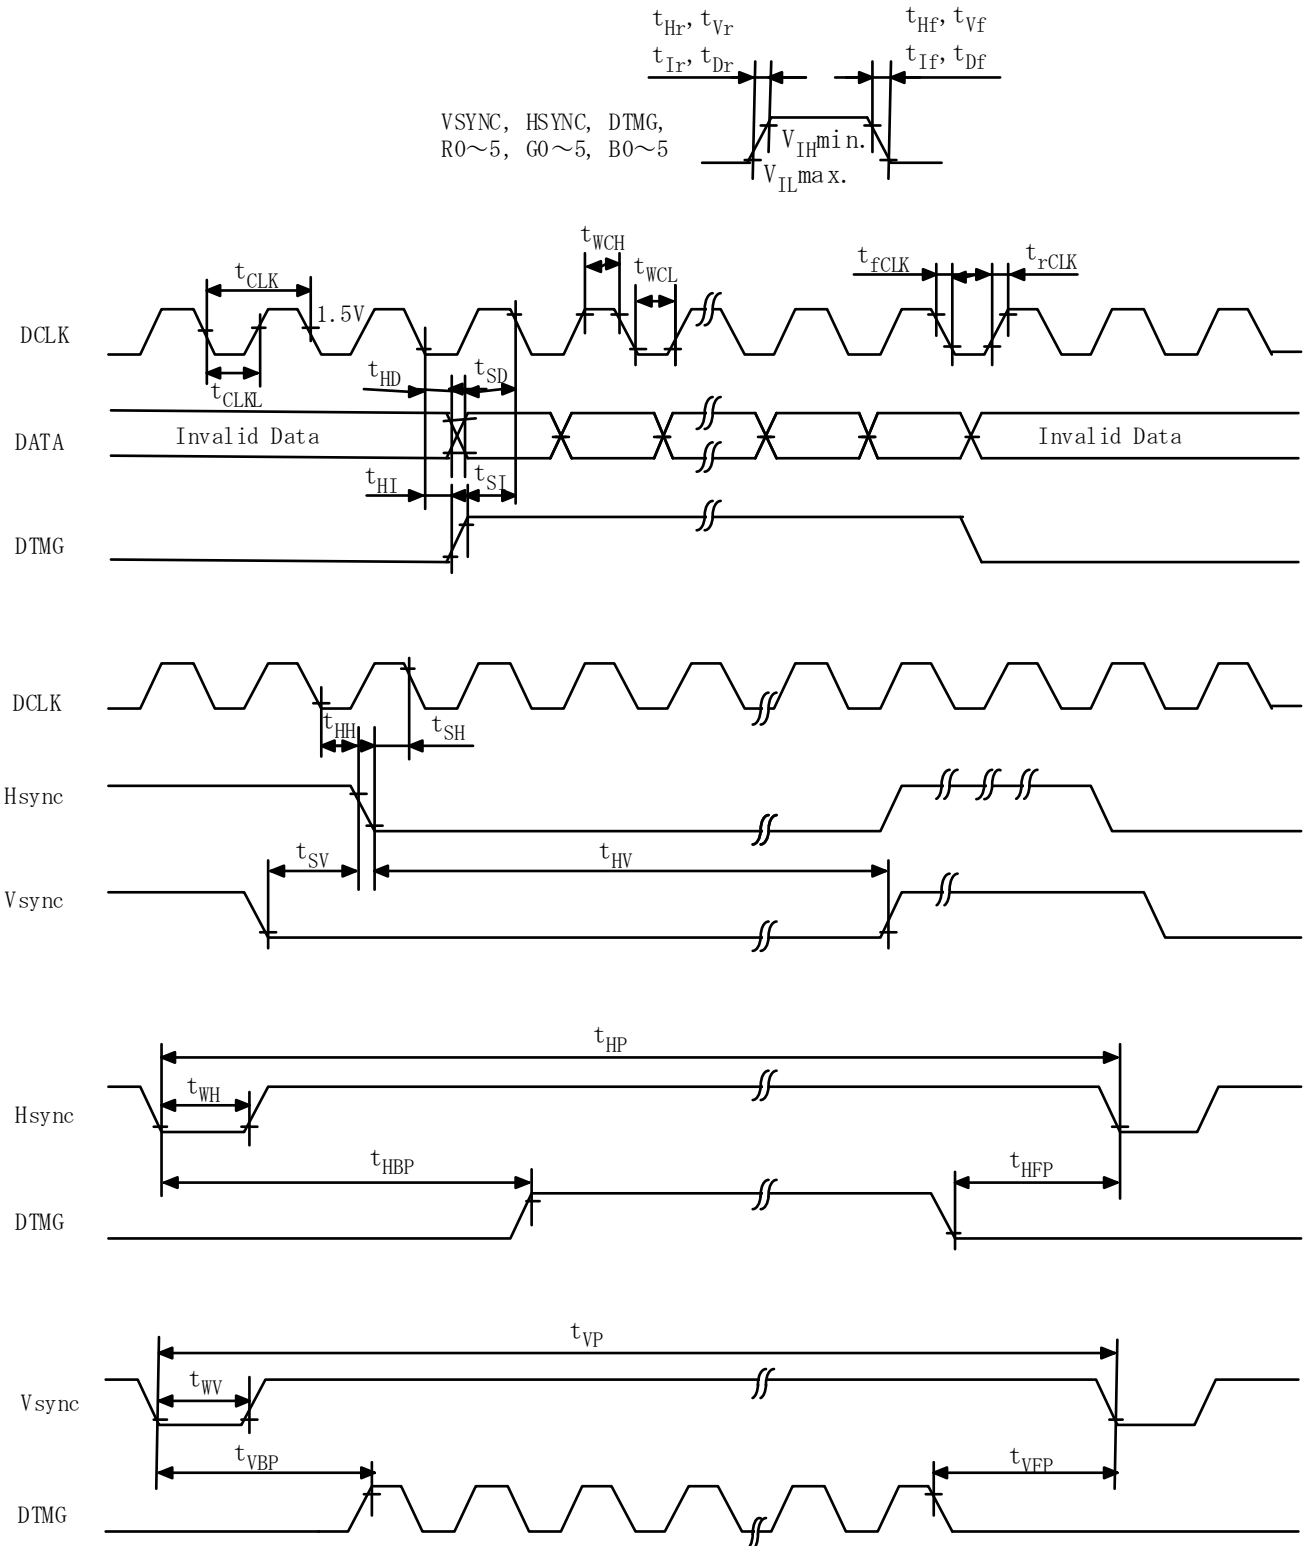 tHr, tVr
tIr, tDr
tHf, tVf
tIf, tDf
VSYNC, HSYNC, DTMG,
R0～5, G0～5, B0～5
VIHmin.
VILmax.
tCLK
tWCH
tWCL
tfCLK
trCLK
1.5V
DCLK
tCLKL
tHD
tSD
DATA
Invalid Data
Invalid Data
tHI
tSI
DTMG
DCLK
tHH
tSH
Hsync
tSV
tHV
Vsync
tHP
tWH
Hsync
tHBP
tHFP
DTMG
tVP
tWV
Vsync
tVBP
tVFP
DTMG